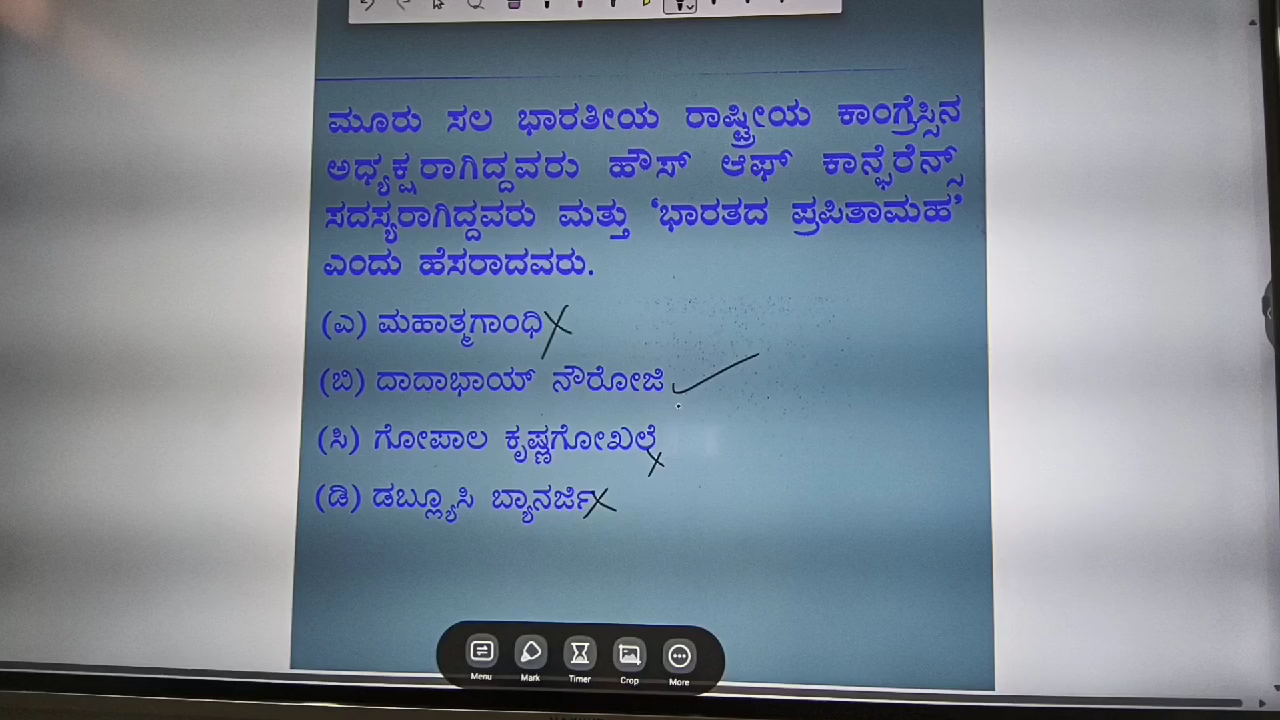 ಮೂರು ಸಲ ಭಾರತೀಯ ರಾಷ್ಟ್ರೀಯ ಕಾಂಗ್ರೆಸ್ಸಿನ
ಅಧ್ಯಕ್ಷರಾಗಿದ್ದವರು ಹೌಸ್ ಆಫ್ ಕಾನ್ಫೆರೆನ್ಸ್
ಸದಸ್ಯರಾಗಿದ್ದವರು ಮತ್ತು ‘ಭಾರತದ ಪ್ರಪಿತಾಮಹ’
ಎಂದು ಹೆಸರಾದವರು.
(ಎ) ಮಹಾತ್ಮಗಾಂಧಿ
(ಬಿ) ದಾದಾಭಾಯ್ ನೌರೋಜಿ
(ಸಿ) ಗೋಪಾಲ ಕೃಷ್ಣಗೋಖಲೆ
(ಡಿ) ಡಬ್ಲ್ಯೂಸಿ ಬ್ಯಾನರ್ಜಿ
Menu Mark Timer Crop More